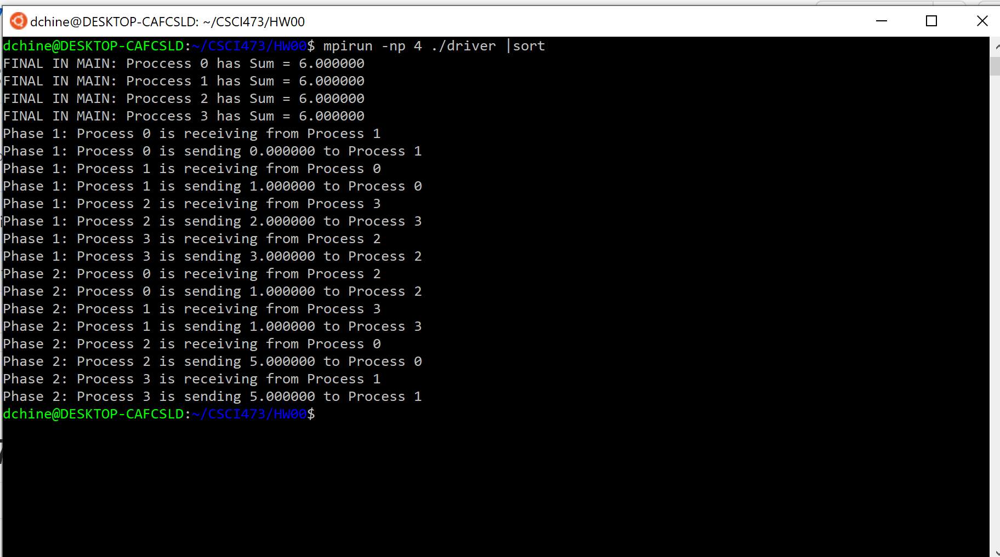 dchine@DESKTOP-CAFCSLD: ~/CSCI473/HW00
dchine@DESKTOP-CAFCSLD:~/CSCI473/HW00$ mpirun -np 4 ./driver |sort
FINAL IN MAIN: Proccess 0 has Sum = 6.000000
FINAL IN MAIN: Proccess 1 has Sum = 6.000000
FINAL IN MAIN: Proccess 2 has Sum = 6.000000
FINAL IN MAIN: Proccess 3 has Sum = 6.000000
Phase 1: Process 0 is receiving from Process 1
Phase 1: Process 0 is sending 0.000000 to Process 1
Phase 1: Process 1 is receiving from Process 0
Phase 1: Process 1 is sending 1.000000 to Process 0
Phase 1: Process 2 is receiving from Process 3
Phase 1: Process 2 is sending 2.000000 to Process 3
Phase 1: Process 3 is receiving from Process 2
Phase 1: Process 3 is sending 3.000000 to Process 2
Phase 2: Process 0 is receiving from Process 2
Phase 2: Process 0 is sending 1.000000 to Process 2
Phase 2: Process 1 is receiving from Process 3
Phase 2: Process 1 is sending 1.000000 to Process 3
Phase 2: Process 2 is receiving from Process 0
Phase 2: Process 2 is sending 5.000000 to Process 0
Phase 2: Process 3 is receiving from Process 1
Phase 2: Process 3 is sending 5.000000 to Process 1
dchine@DESKTOP-CAFCSLD:~/CSCI473/HW00$